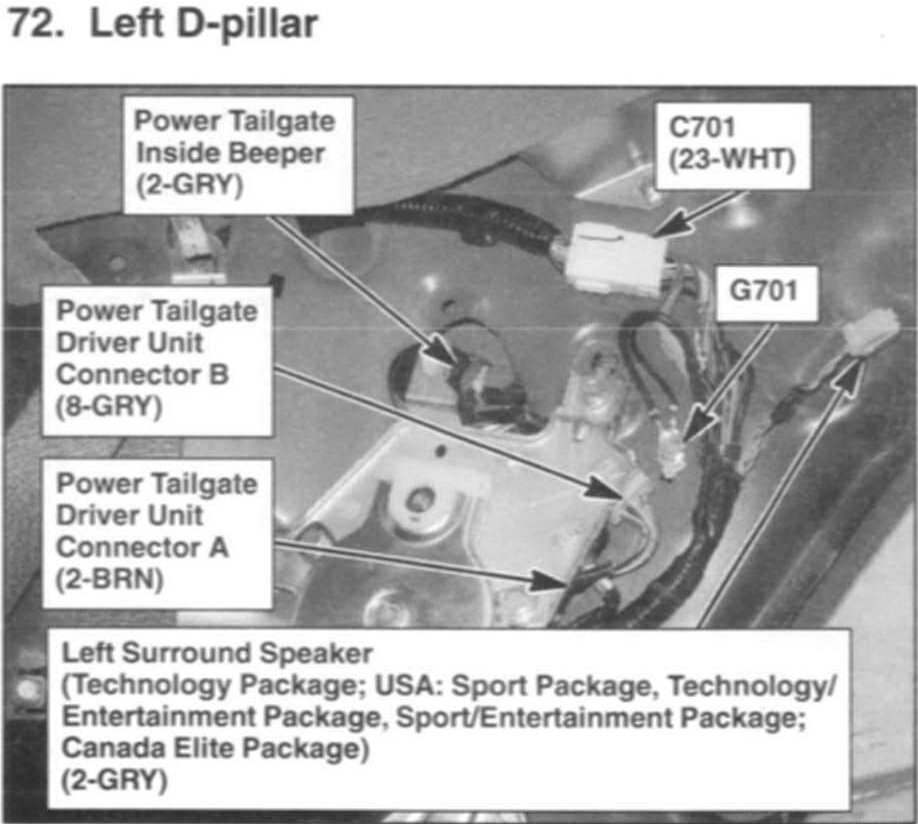 72. Left D-pillar
Power Tailgate
Inside Beeper
(2-GRY)
C701
(23-WHT)
G701
Power Tailgate
Driver Unit
Connector B
(8-GRY)
Power Tailgate
Driver Unit
Connector A
(2-BRN)
Left Surround Speaker
(Technology Package; USA: Sport Package, Technology/
Entertainment Package, Sport/Entertainment Package;
Canada Elite Package)
(2-GRY)